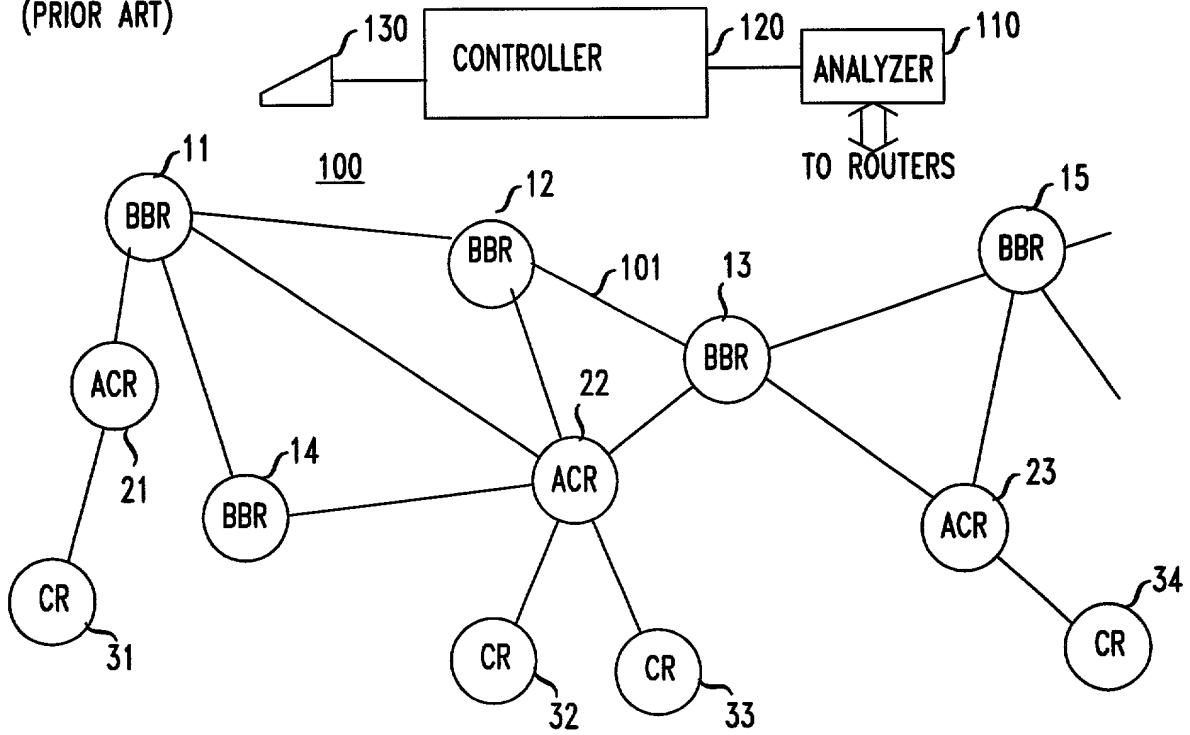 (PRIOR ART)
130
CONTROLLER
120
110
ANALYZER
TO ROUTERS
100
11
BBR
12
BBR
101
13
BBR
15
BBR
ACR
21
14
BBR
22
ACR
23
ACR
CR
31
CR
32
CR
33
34
CR